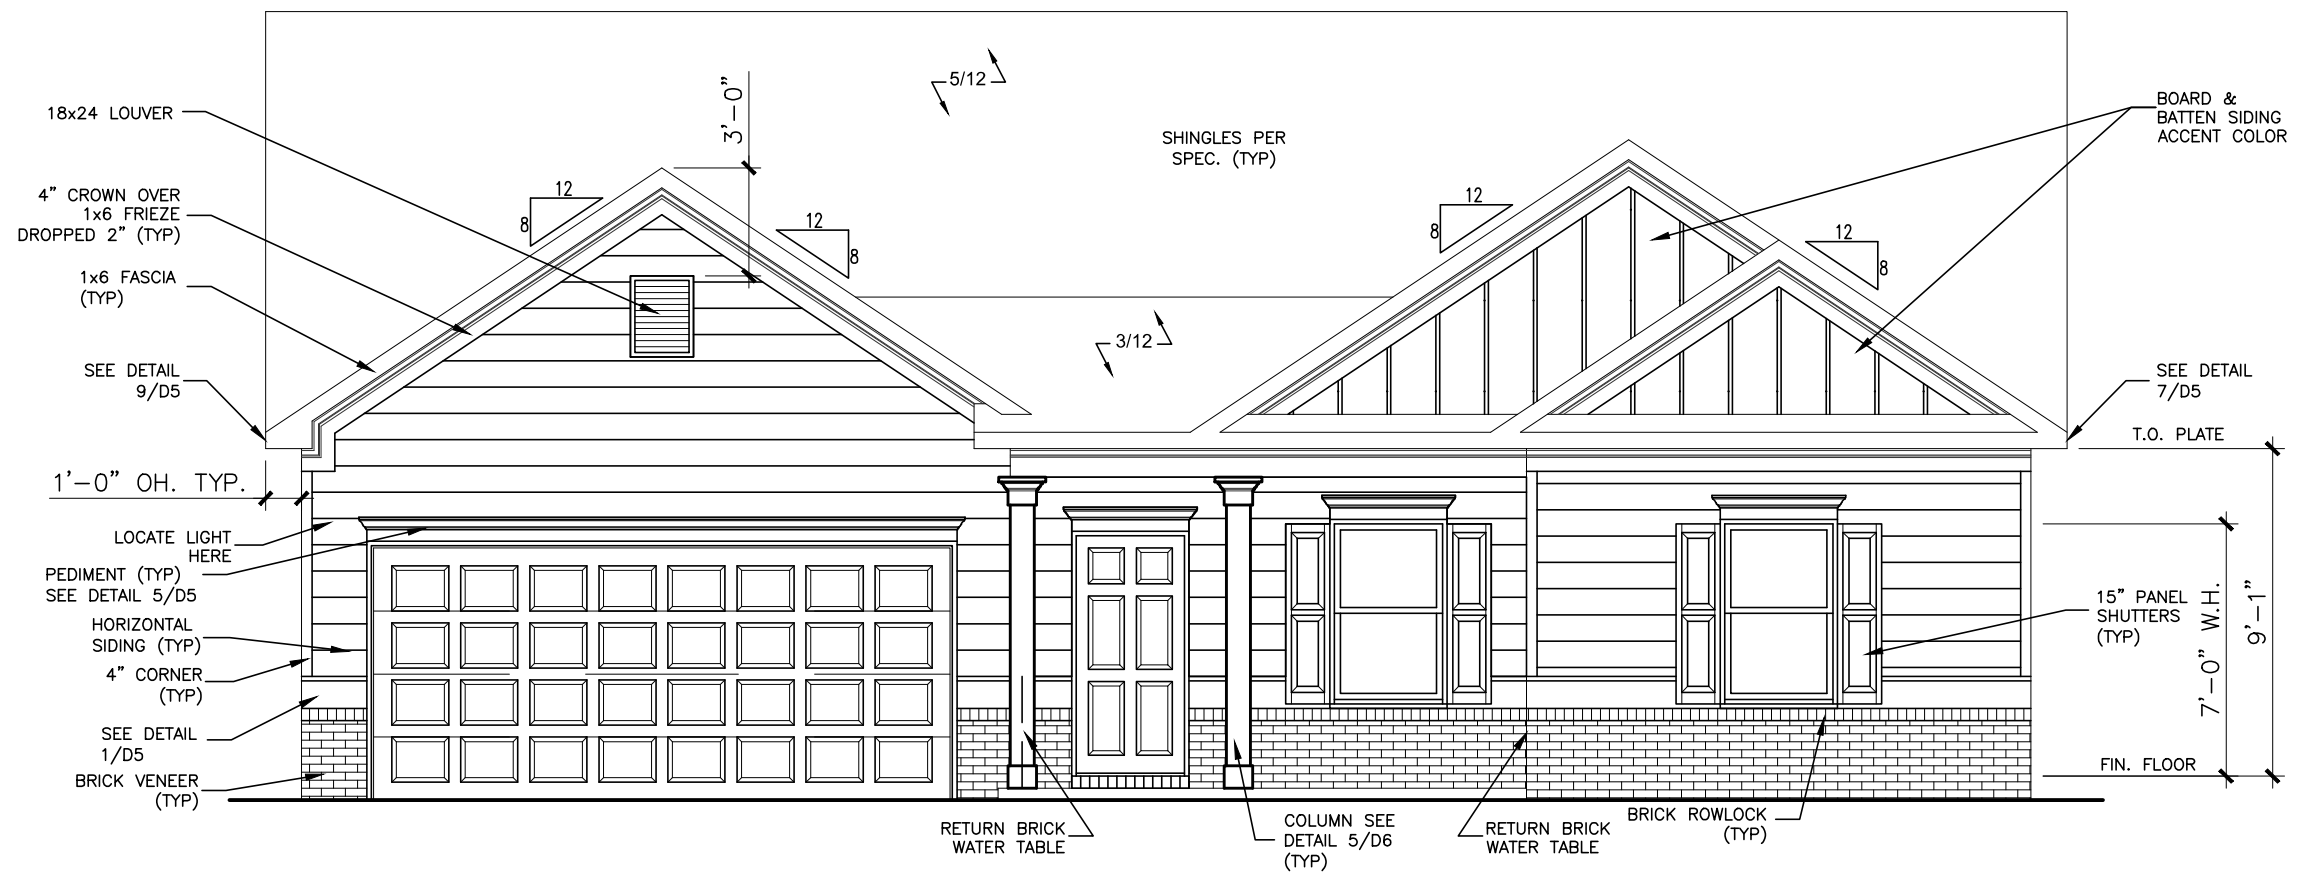 5/12
3'-0"
18x24 LOUVER
BOARD &
BATTEN SIDING
ACCENT COLOR
SHINGLES PER
SPEC. (TYP)
4" CROWN OVER
1x6 FRIEZE
DROPPED 2" (TYP)
12
8
12
8
12
8
12
8
1x6 FASCIA
(TYP)
3/12
SEE DETAIL
9/D5
SEE DETAIL
7/D5
T.O. PLATE
1'-0" OH. TYP.
LOCATE LIGHT
HERE
PEDIMENT (TYP)
SEE DETAIL 5/D5
HORIZONTAL
SIDING (TYP)
4" CORNER
(TYP)
SEE DETAIL
1/D5
BRICK VENEER
(TYP)
15" PANEL
SHUTTERS
(TYP)
7'-0" W.H.
9'-1"
FIN. FLOOR
RETURN BRICK
WATER TABLE
COLUMN SEE
DETAIL 5/D6
(TYP)
RETURN BRICK
WATER TABLE
BRICK ROWLOCK
(TYP)